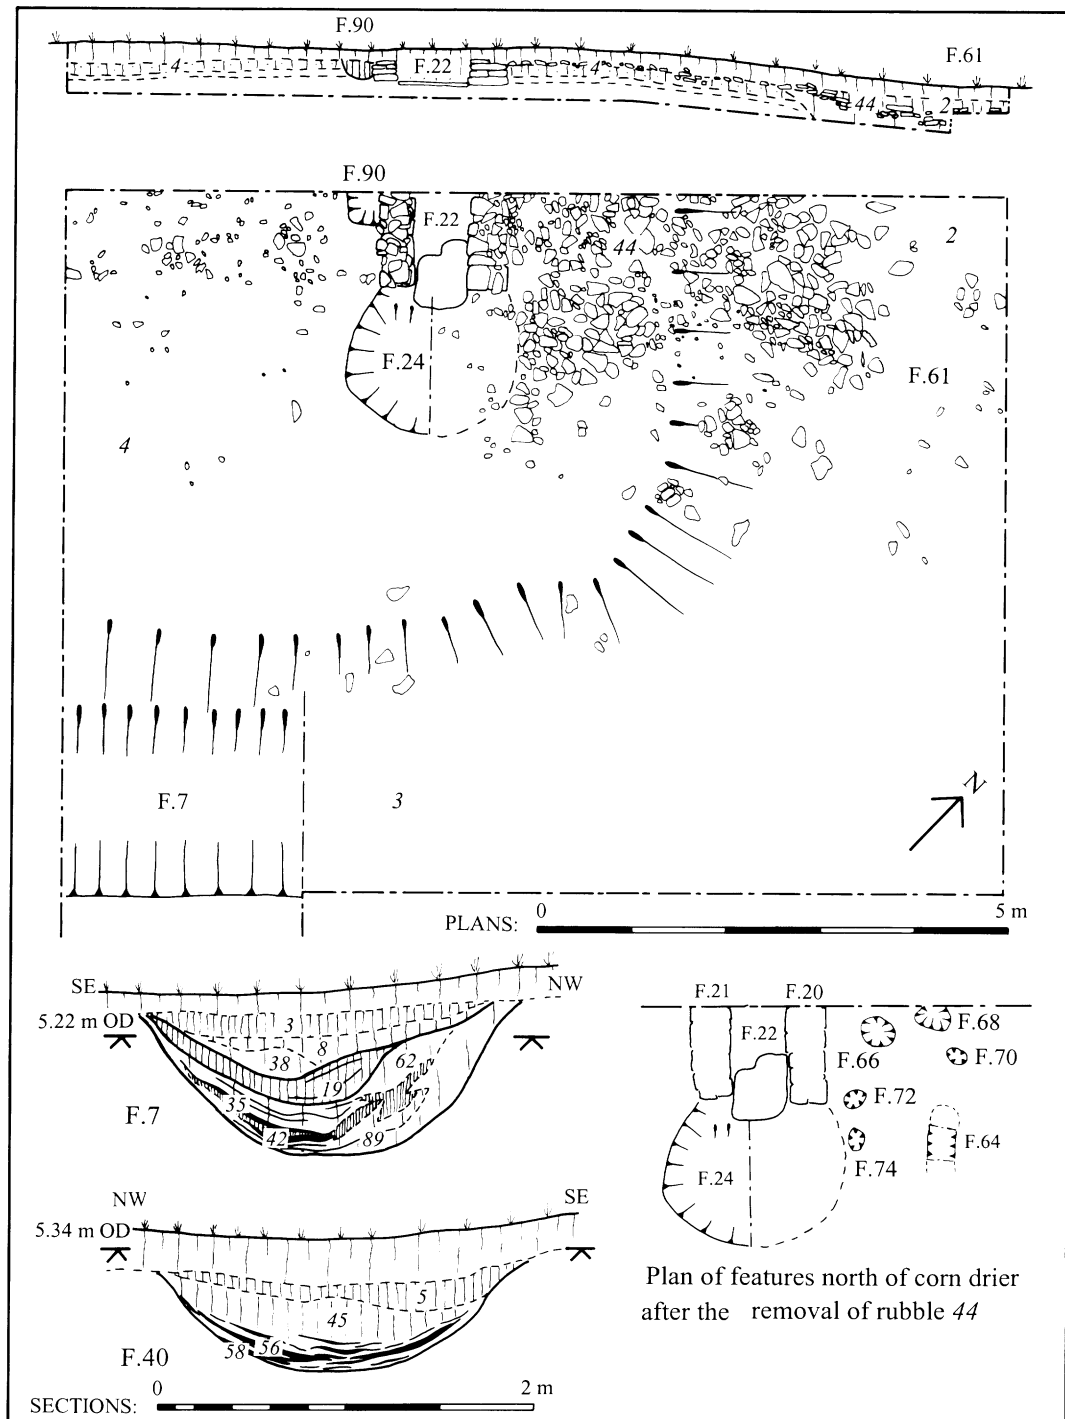 F.90
F.22
F.61
4
4
44
2
F.90
F.22
44
2
F.24
F.61
4
F.7
3
N
PLANS: 0 5 m
SE NW
5.22 m OD
3
8
38
62
19
35
42
89
F.7
NW SE
5.34 m OD
5
45
56
58
F.40
SECTIONS: 0 2 m
F.21 F.20
F.22
F.68
F.66
F.70
F.72
F.64
F.74
F.24
Plan of features north of corn drier
after the removal of rubble 44